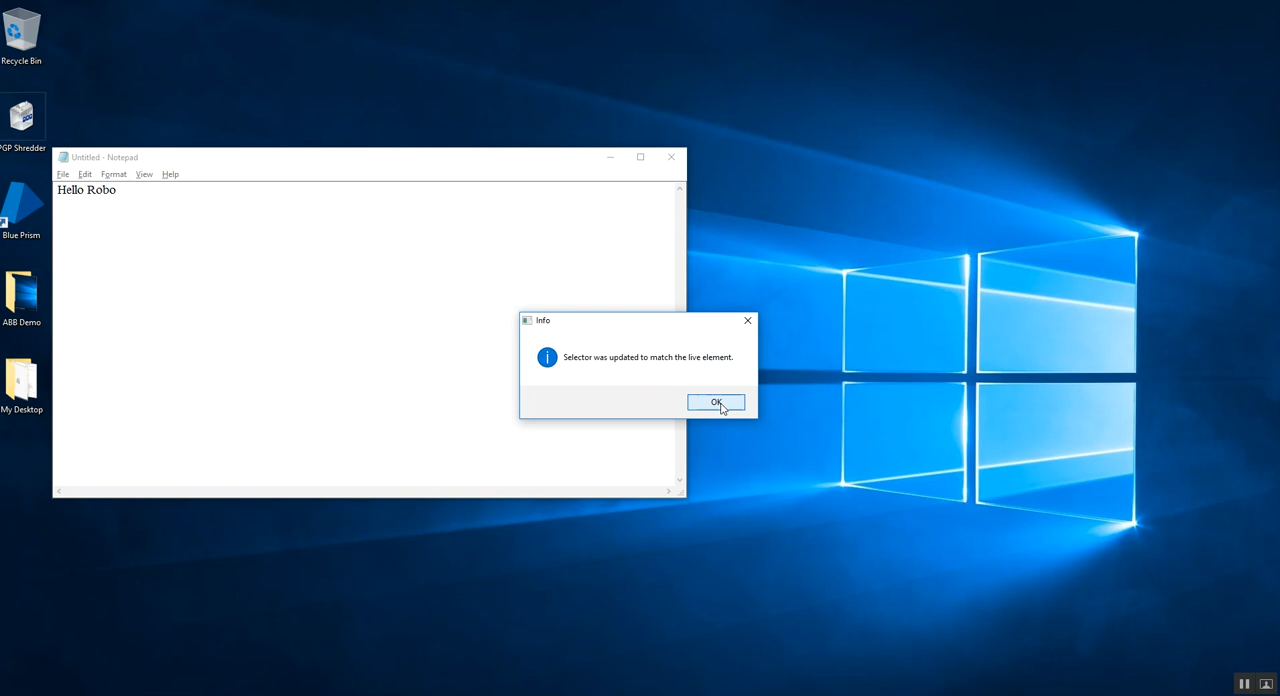 Recycle Bin
PGP Shredder
Blue Prism
ABB Demo
My Desktop
Untitled - Notepad
File Edit Format View Help
Hello Robo
Info
Selector was updated to match the live element.
OK